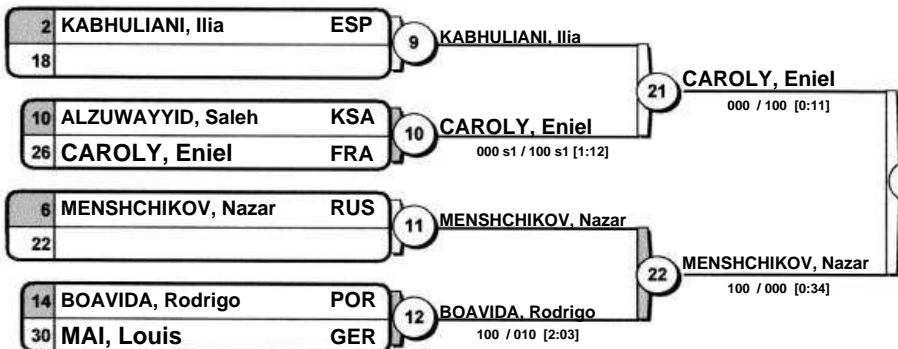 2 KABHULIANI, Ilia ESP
18
9 KABHULIANI, Ilia
10 ALZUWAYYID, Saleh KSA
26 CAROLY, Eniel FRA
10 CAROLY, Eniel
000 s1 / 100 s1 [1:12]
21 CAROLY, Eniel
000 / 100 [0:11]
6 MENSHCHIKOV, Nazar RUS
22
11 MENSHCHIKOV, Nazar
14 BOAVIDA, Rodrigo POR
30 MAI, Louis GER
12 BOAVIDA, Rodrigo
100 / 010 [2:03]
22 MENSHCHIKOV, Nazar
100 / 000 [0:34]